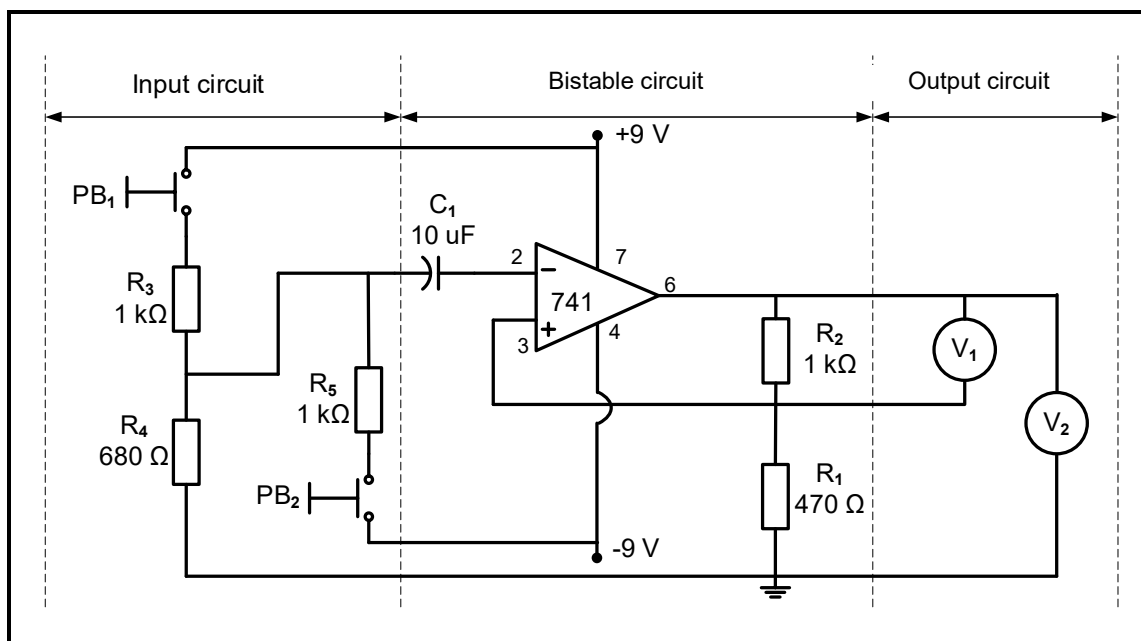 Input circuit
Bistable circuit
Output circuit
+9 V
PB₁
C₁
10 uF
2
7
6
R₃
1 kΩ
741
3
4
R₂
1 kΩ
V₁
R₅
1 kΩ
R₄
680 Ω
V₂
PB₂
R₁
470 Ω
-9 V